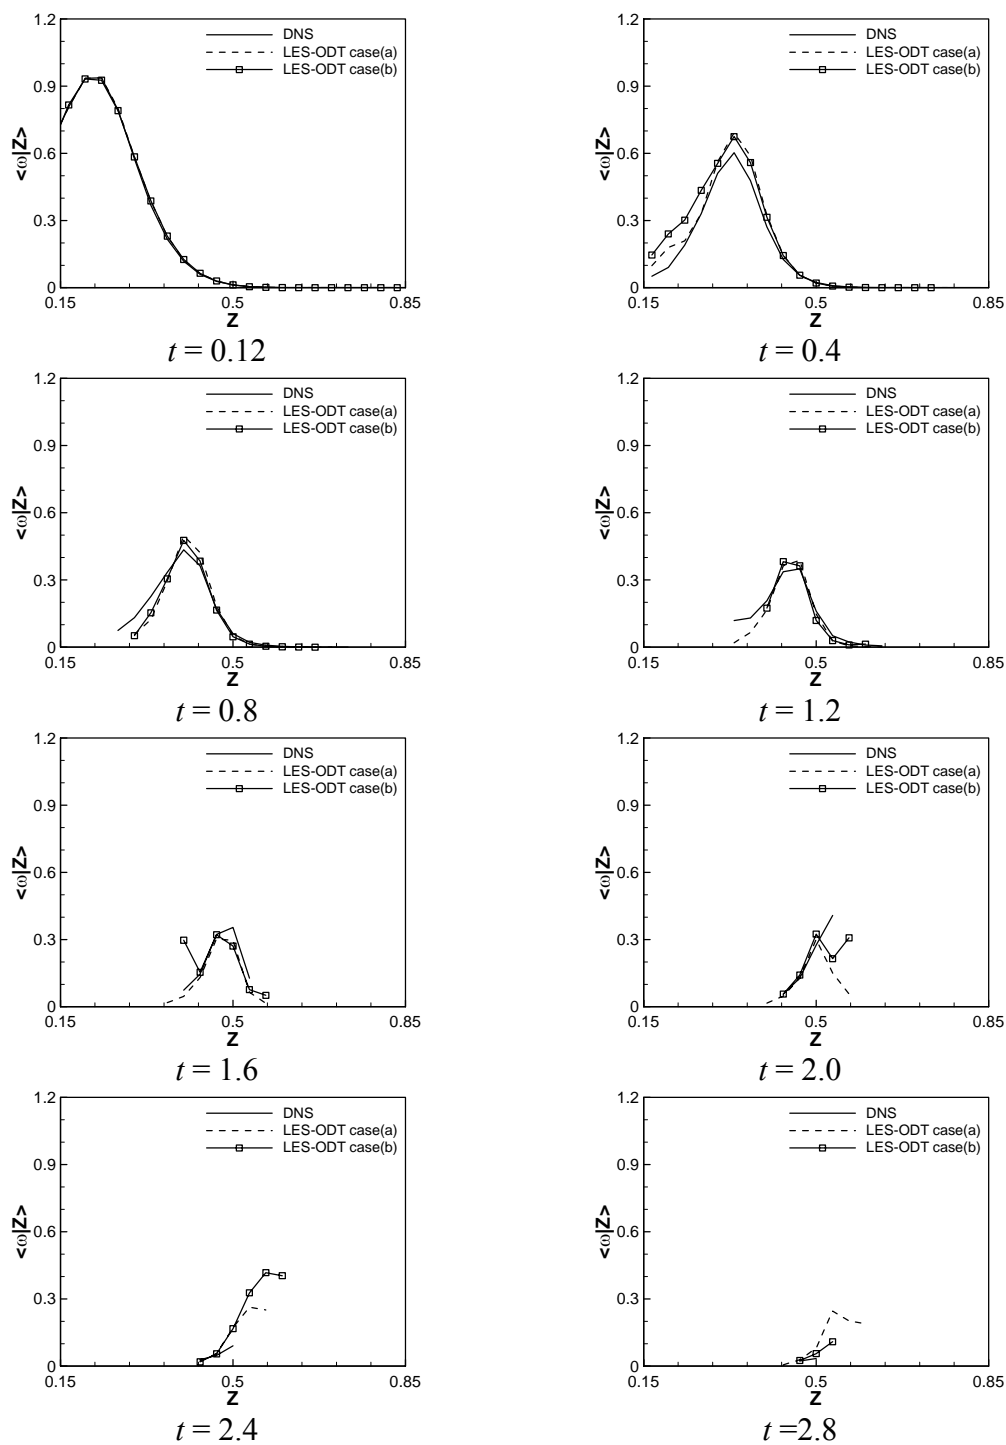 1.2
0.9
0.6
0.3
0
<ω|Z>
DNS
LES-ODT case(a)
LES-ODT case(b)
0.15
0.5
0.85
Z
t = 0.12
1.2
0.9
0.6
0.3
0
<ω|Z>
DNS
LES-ODT case(a)
LES-ODT case(b)
0.15
0.5
0.85
Z
t = 0.4
1.2
0.9
0.6
0.3
0
<ω|Z>
DNS
LES-ODT case(a)
LES-ODT case(b)
0.15
0.5
0.85
Z
t = 0.8
1.2
0.9
0.6
0.3
0
<ω|Z>
DNS
LES-ODT case(a)
LES-ODT case(b)
0.15
0.5
0.85
Z
t = 1.2
1.2
0.9
0.6
0.3
0
<ω|Z>
DNS
LES-ODT case(a)
LES-ODT case(b)
0.15
0.5
0.85
Z
t = 1.6
1.2
0.9
0.6
0.3
0
<ω|Z>
DNS
LES-ODT case(a)
LES-ODT case(b)
0.15
0.5
0.85
Z
t = 2.0
1.2
0.9
0.6
0.3
0
<ω|Z>
DNS
LES-ODT case(a)
LES-ODT case(b)
0.15
0.5
0.85
Z
t = 2.4
1.2
0.9
0.6
0.3
0
<ω|Z>
DNS
LES-ODT case(a)
LES-ODT case(b)
0.15
0.5
0.85
Z
t =2.8